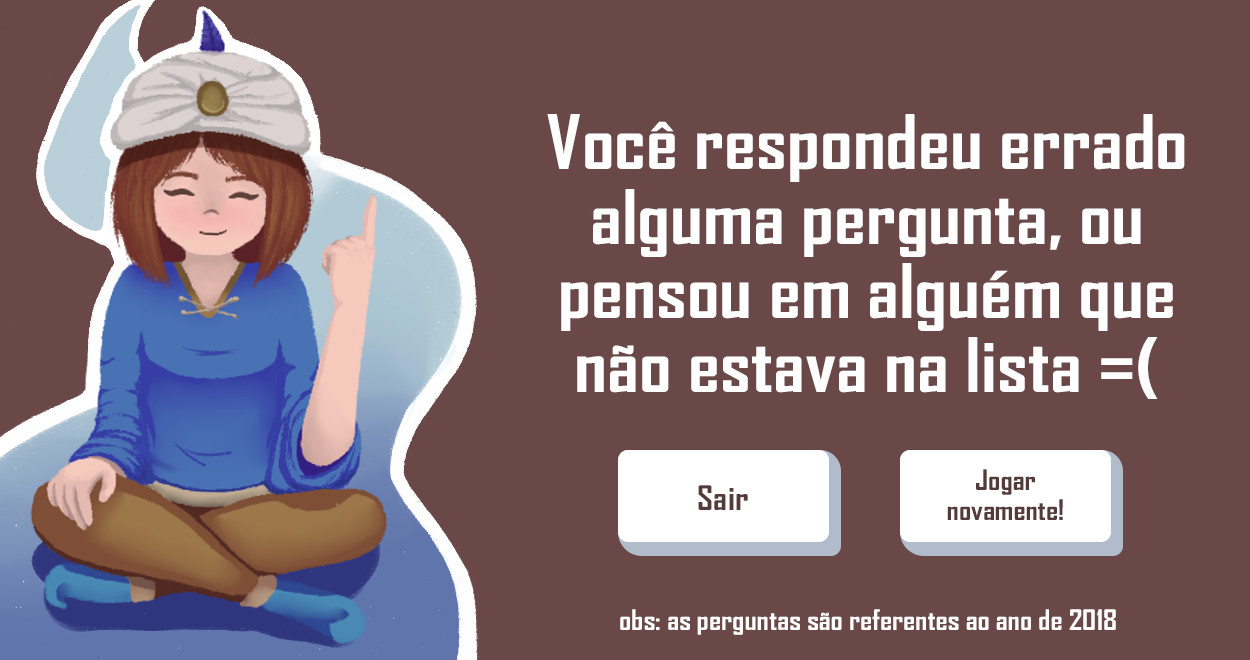 Você respondeu errado
alguma pergunta, ou
pensou em alguém que
não estava na lista =(
Sair
Jogar
novamente!
obs: as perguntas são referentes ao ano de 2018